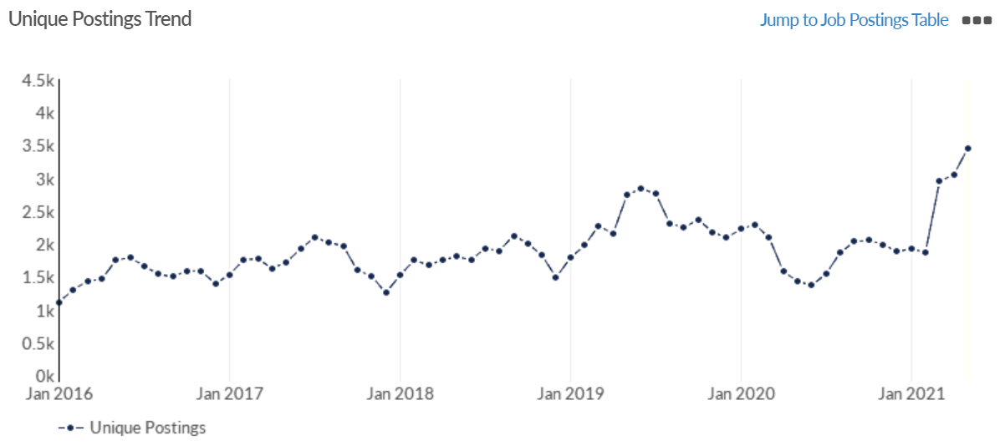 Unique Postings Trend
Jump to Job Postings Table
4.5k
4k
3.5k
3k
2.5k
2k
1.5k
1k
0.5k
0k
Jan 2016 Jan 2017 Jan 2018 Jan 2019 Jan 2020 Jan 2021
Unique Postings